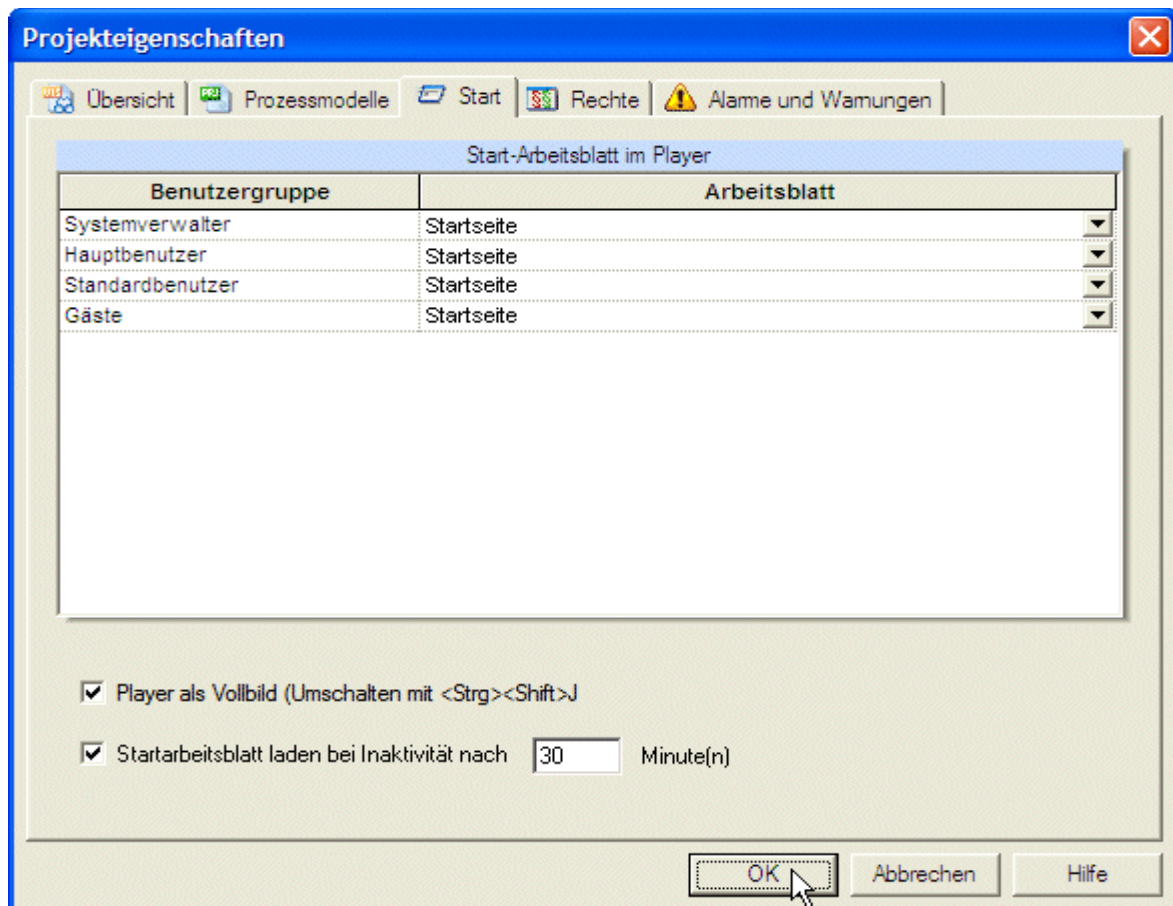 Projekteigenschaften
Übersicht Prozessmodelle Start Rechte Alarme und Warnungen
Start-Arbeitsblatt im Player
Benutzergruppe Arbeitsblatt
Systemverwalter Startseite
Hauptbenutzer Startseite
Standardbenutzer Startseite
Gäste Startseite
Player als Vollbild (Umschalten mit <Strg><Shift>J
Startarbeitsblatt laden bei Inaktivität nach 30 Minute(n)
OK Abbrechen Hilfe